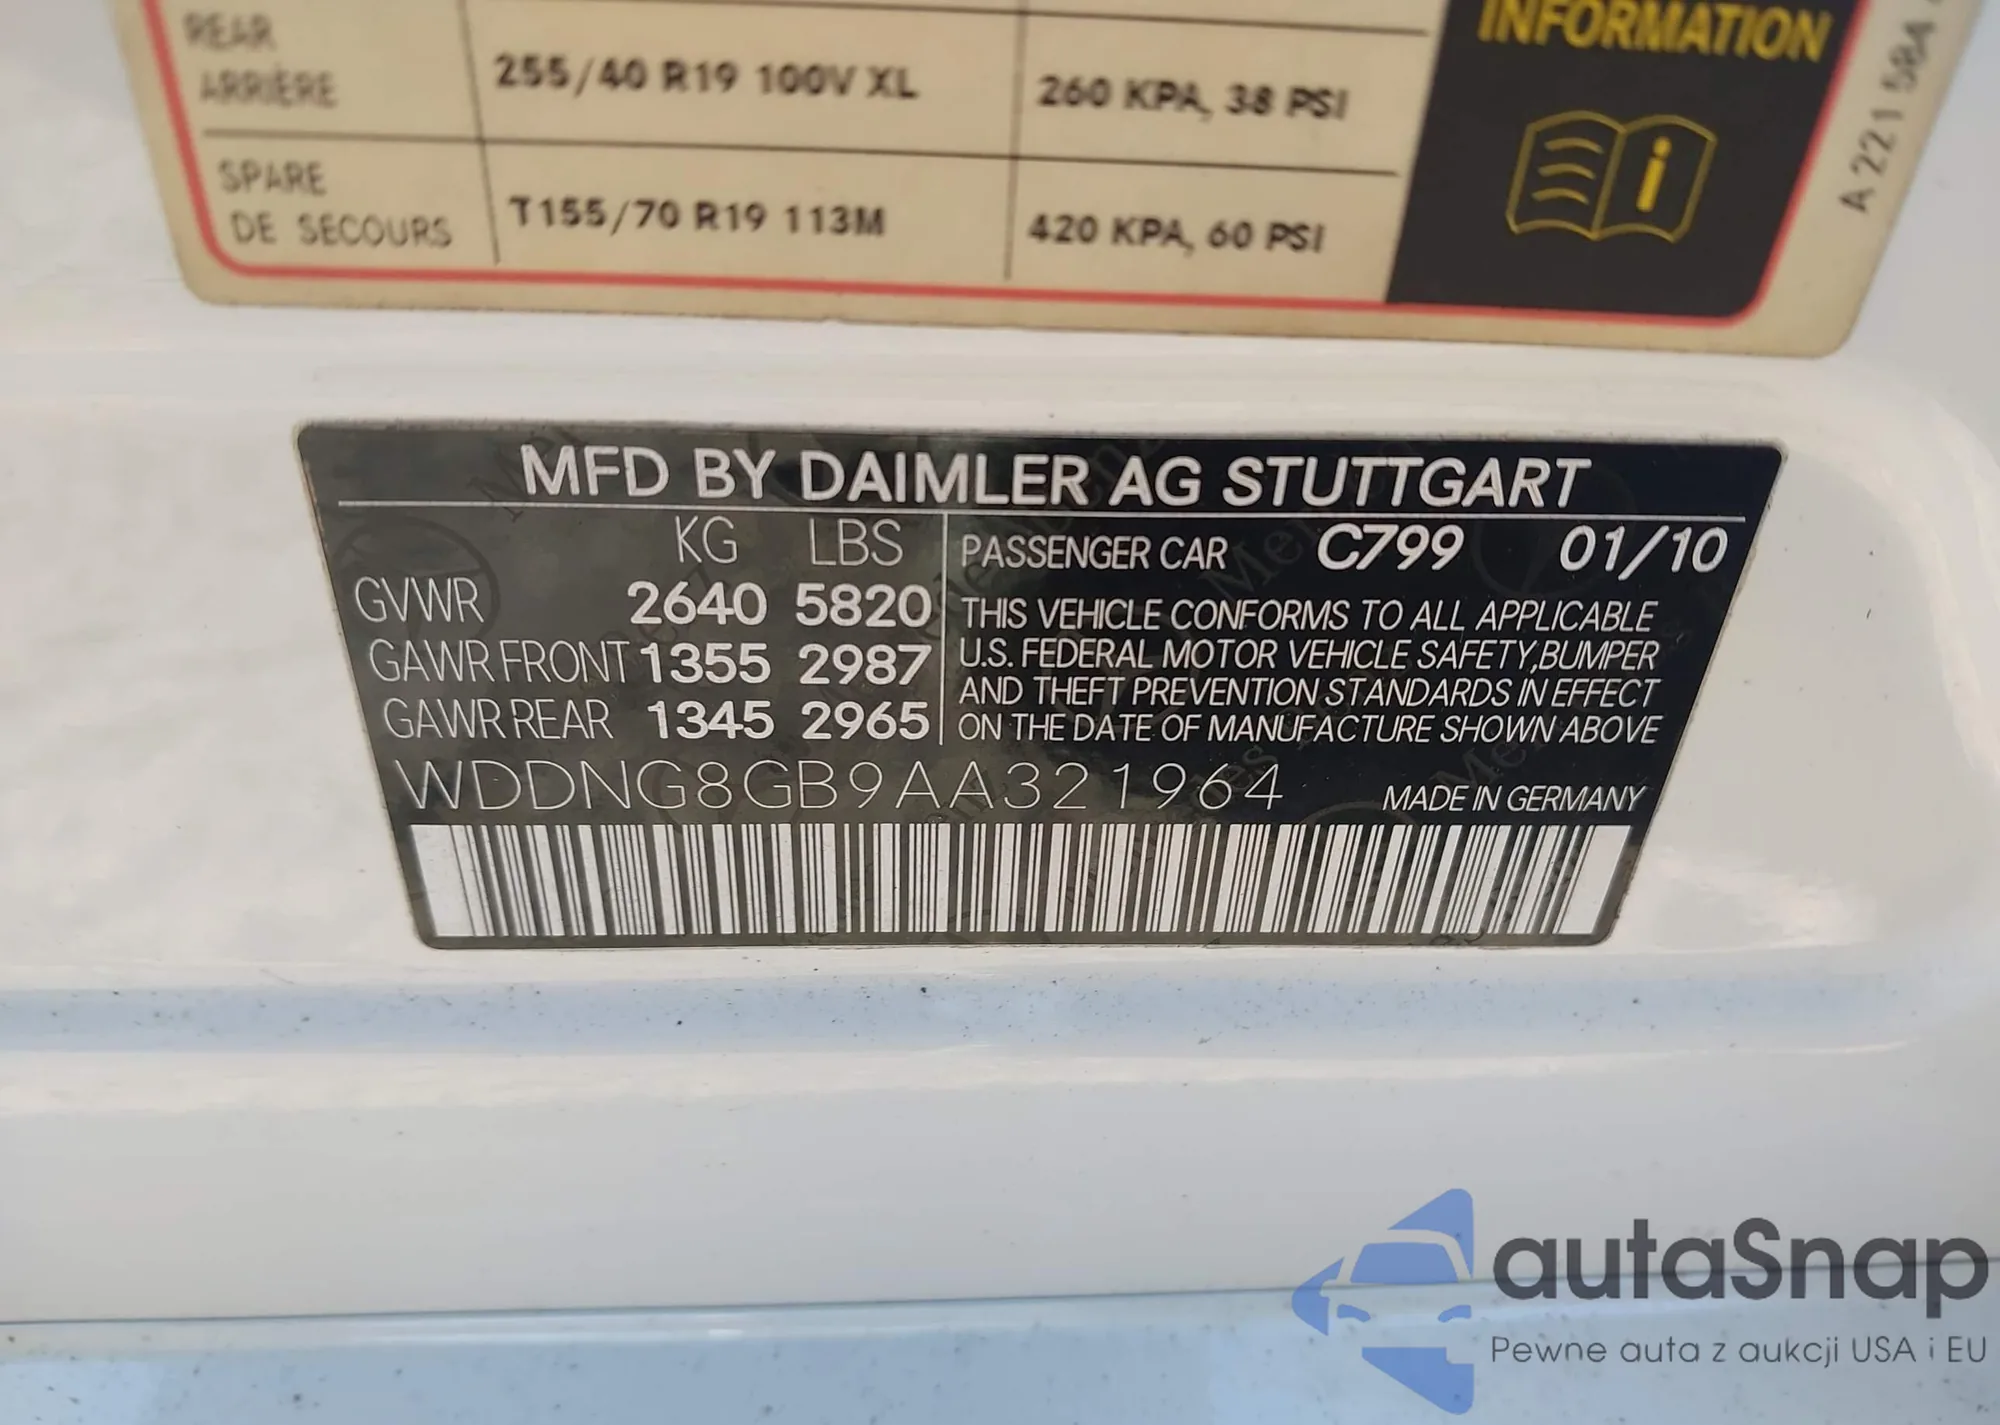 INFORMATION
REAR
ARRIÈRE
255/40 R19 100V XL
260 KPA, 38 PSI
SPARE
DE SECOURS
T155/70 R19 113M
420 KPA, 60 PSI
A 221 584
MFD BY DAIMLER AG STUTTGART
KG LBS
GVWR 2640 5820
GAWR FRONT 1355 2987
GAWR REAR 1345 2965
PASSENGER CAR C799 01/10
THIS VEHICLE CONFORMS TO ALL APPLICABLE
U.S. FEDERAL MOTOR VEHICLE SAFETY,BUMPER
AND THEFT PREVENTION STANDARDS IN EFFECT
ON THE DATE OF MANUFACTURE SHOWN ABOVE
WDDNG8GB9AA321964
MADE IN GERMANY
autaSnap
Pewne auta z aukcji USA i EU